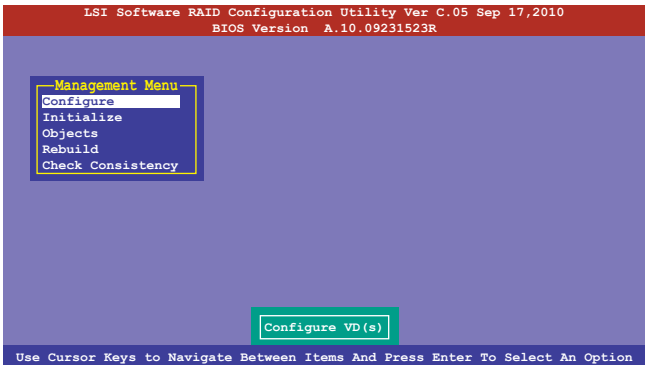 LSI Software RAID Configuration Utility Ver C.05 Sep 17,2010
BIOS Version A.10.09231523R
Management Menu
Configure
Initialize
Objects
Rebuild
Check Consistency
Configure VD(s)
Use Cursor Keys to Navigate Between Items And Press Enter To Select An Option